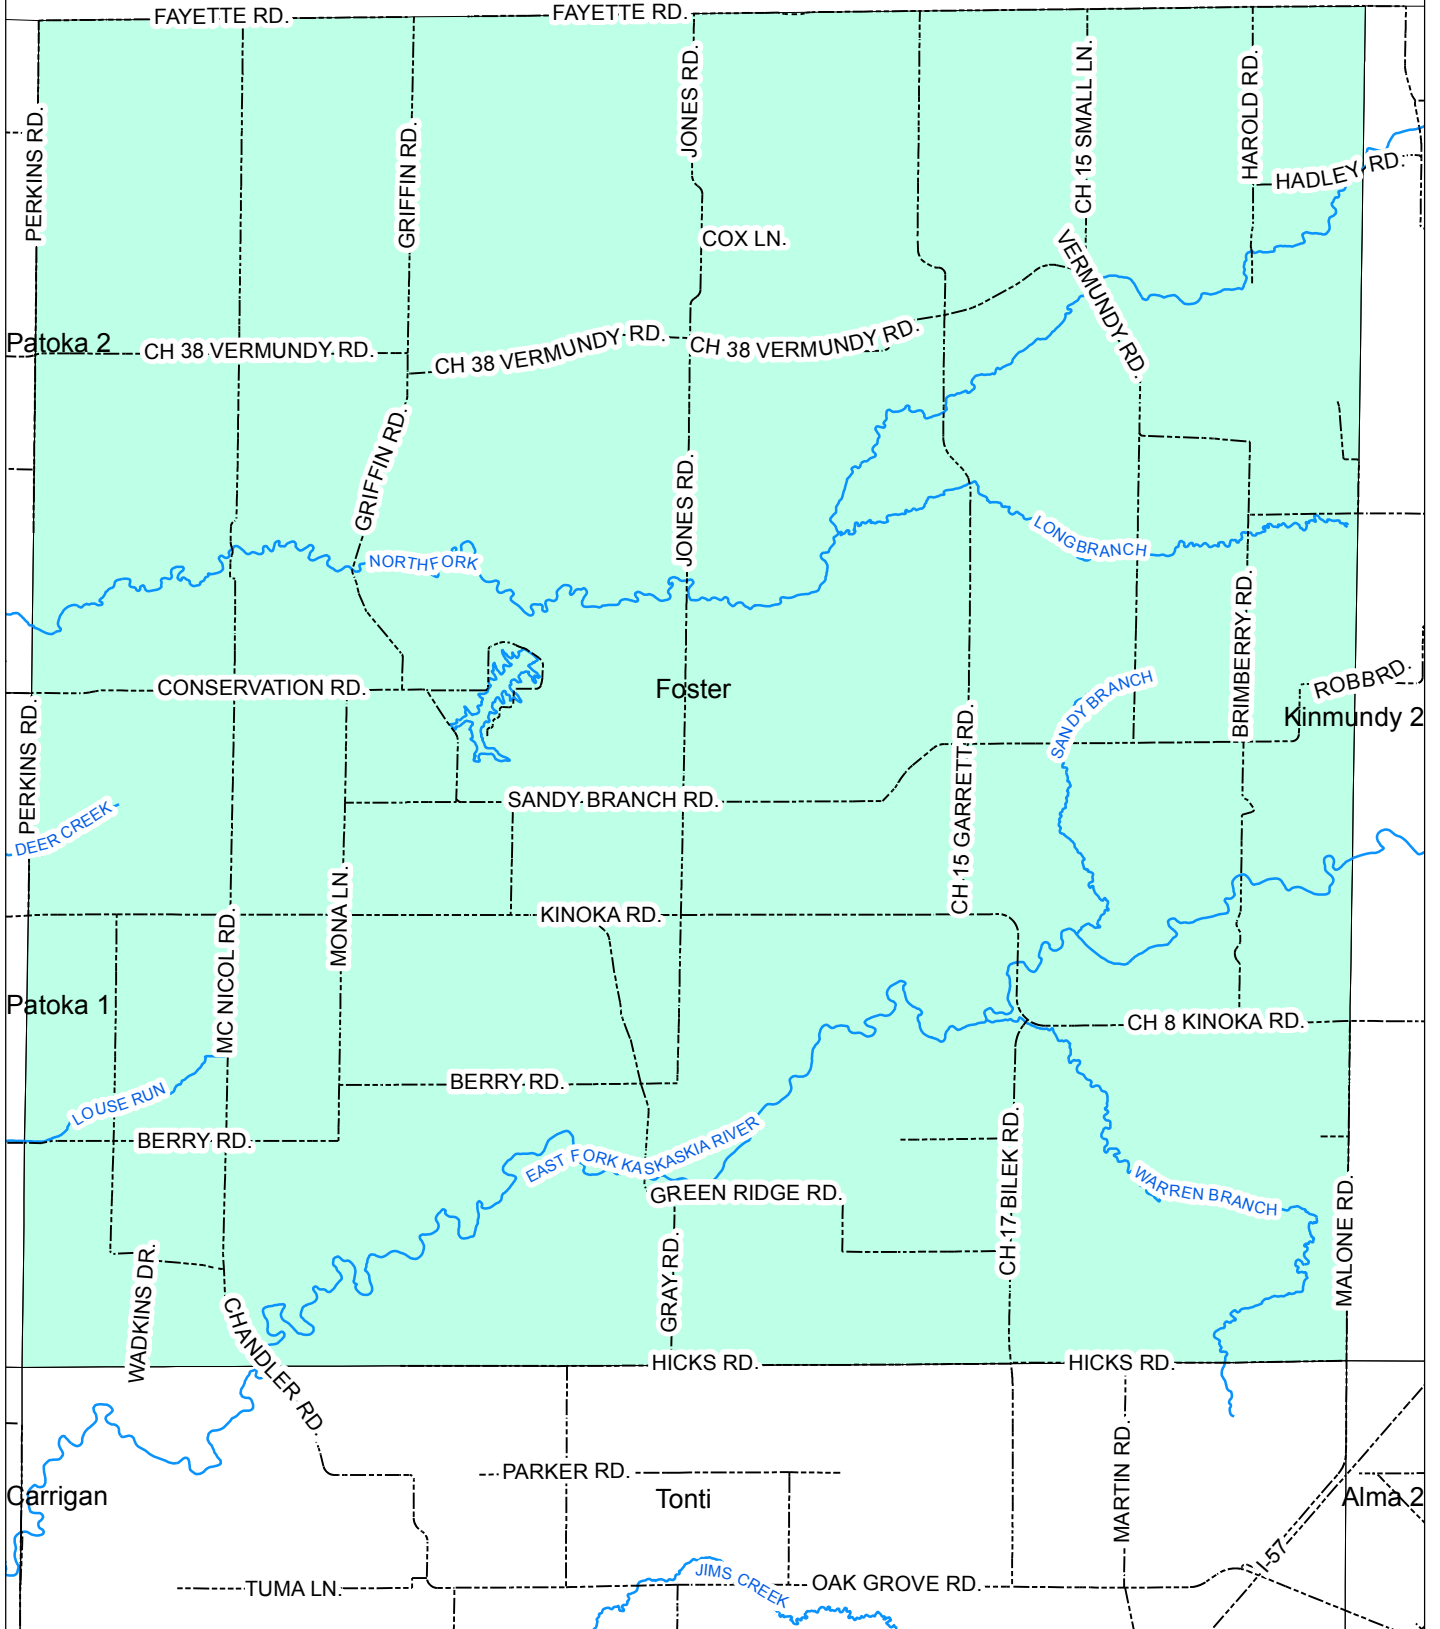 FAYETTE RD.
FAYETTE RD.
PERKINS RD.
GRIFFIN RD.
JONES RD.
CH 15 SMALL LN.
HAROLD RD.
HADLEY RD.
COX LN.
VERMUNDY RD.
Patoka 2
CH 38 VERMUNDY RD.
CH 38 VERMUNDY RD.
CH 38 VERMUNDY RD.
GRIFFIN RD.
JONES RD.
LONGBRANCH
NORTH FORK
BRIMBERRY RD.
CONSERVATION RD.
Foster
SANDY BRANCH
ROBBRD.
Kinmundy 2
PERKINS RD.
CH 15 GARRETT RD.
SANDY BRANCH RD.
DEER CREEK
MONA LN.
KINOKA RD.
MC NICOL RD.
Patoka 1
CH 8 KINOKA RD.
BERRY RD.
LOUSE RUN
BERRY RD.
EAST FORK KASKASKIA RIVER
CH 17 BILEK RD.
GREEN RIDGE RD.
WARREN BRANCH
MALONE RD.
GRAY RD.
WADKINS DR.
CHANDLER RD.
HICKS RD.
HICKS RD.
MARTIN RD.
PARKER RD.
Carrigan
Tonti
Alma 2
I-57
TUMA LN.
JIMS CREEK
OAK GROVE RD.